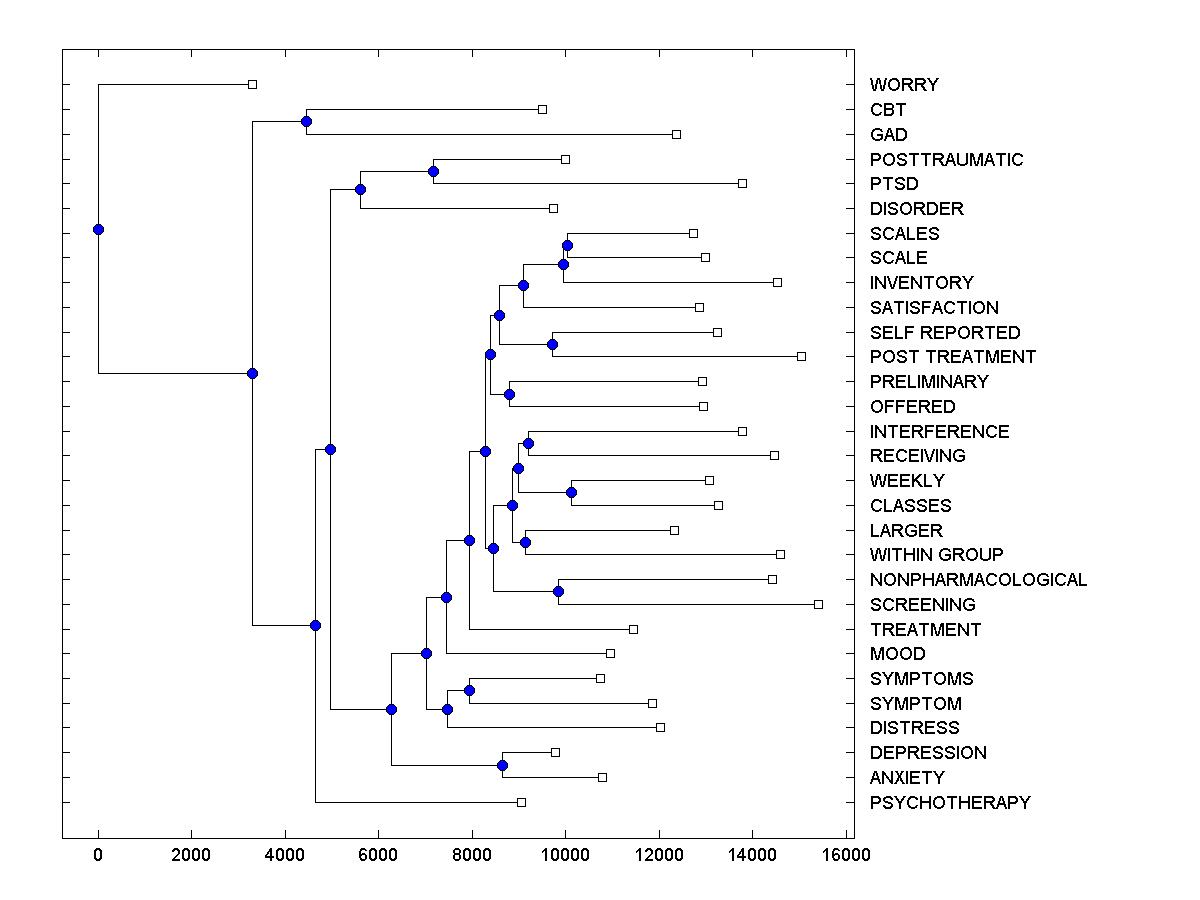 WORRY
CBT
GAD
POSTTRAUMATIC
PTSD
DISORDER
SCALES
SCALE
INVENTORY
SATISFACTION
SELF REPORTED
POST TREATMENT
PRELIMINARY
OFFERED
INTERFERENCE
RECEIVING
WEEKLY
CLASSES
LARGER
WITHIN GROUP
NONPHARMACOLOGICAL
SCREENING
TREATMENT
MOOD
SYMPTOMS
SYMPTOM
DISTRESS
DEPRESSION
ANXIETY
PSYCHOTHERAPY
0 2000 4000 6000 8000 10000 12000 14000 16000